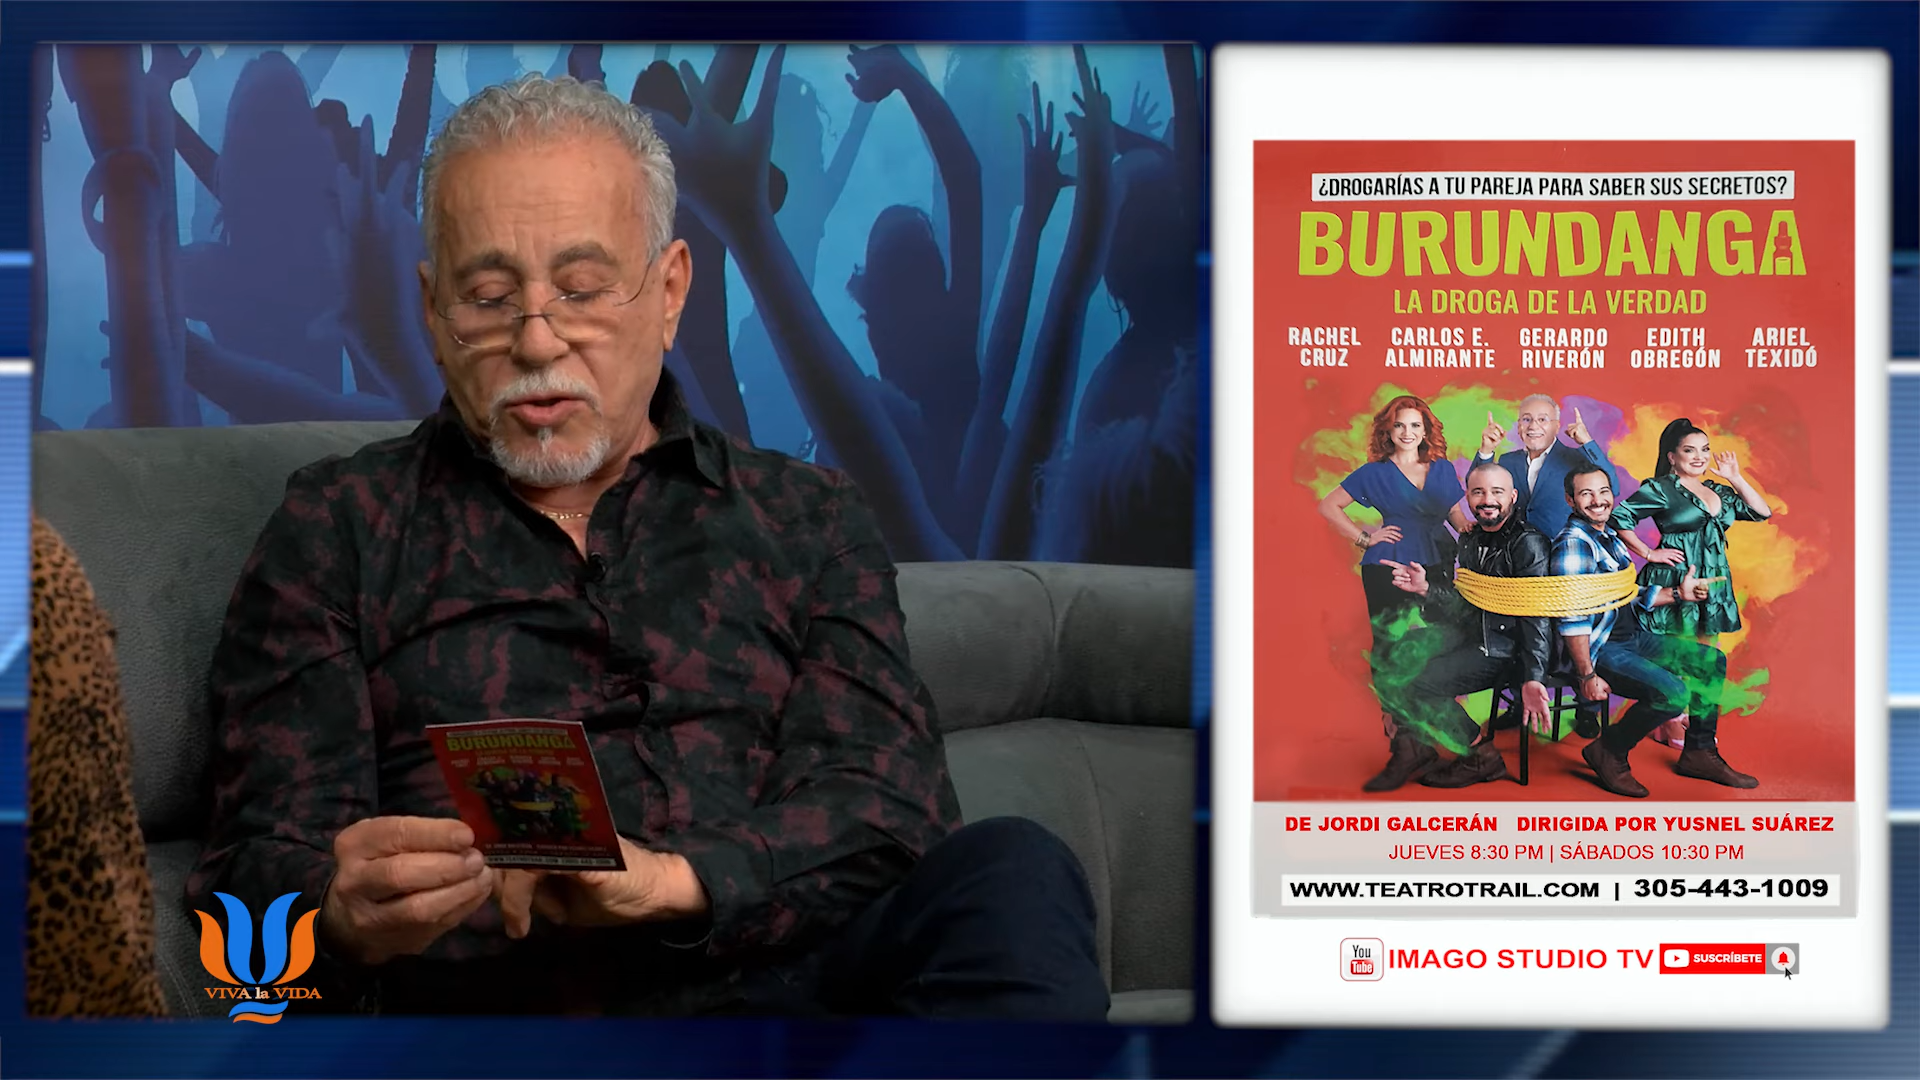 ¿DROGARÍAS A TU PAREJA PARA SABER SUS SECRETOS?
BURUNDANGA
LA DROGA DE LA VERDAD
RACHEL CRUZ
CARLOS E. ALMIRANTE
GERARDO RIVERÓN
EDITH OBREGÓN
ARIEL TEXIDÓ
DE JORDI GALCERÁN DIRIGIDA POR YUSNEL SUÁREZ
JUEVES 8:30 PM | SÁBADOS 10:30 PM
WWW.TEATROTRAIL.COM | 305-443-1009
You Tube IMAGO STUDIO TV SUSCRÍBETE
BURUNDANGA
VIVA la VIDA